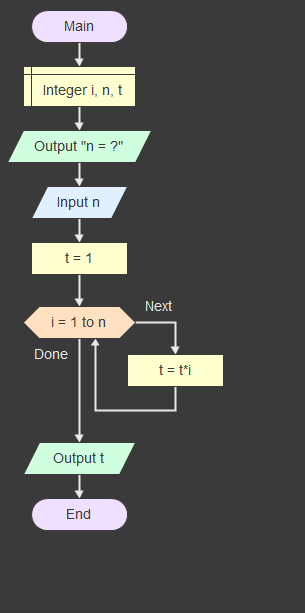 Main
Integer i, n, t
Output "n = ?"
Input n
t = 1
i = 1 to n
Next
Done
t = t*i
Output t
End